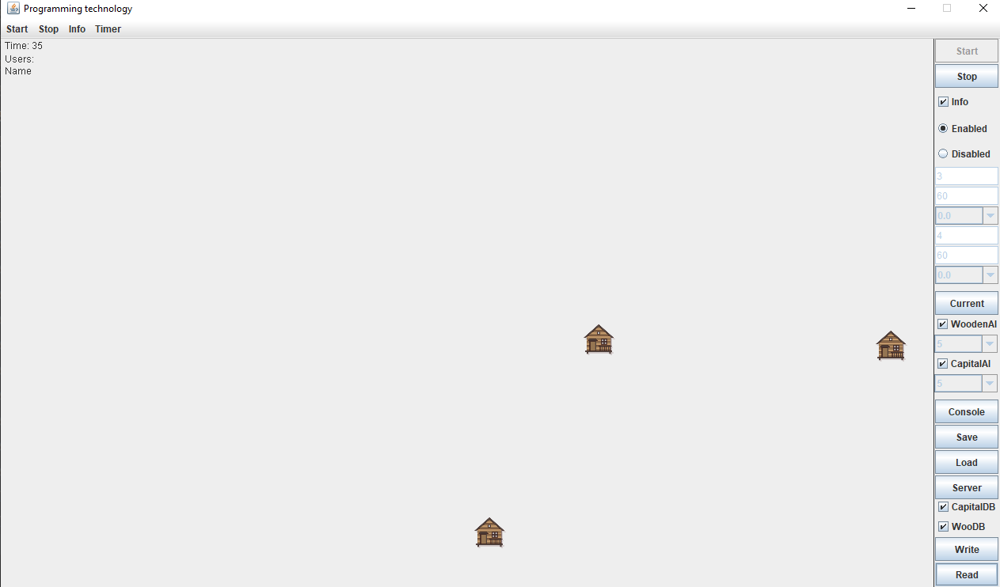 Programming technology
Start Stop Info Timer
Time: 35
Users:
Name
Start
Stop
Info
Enabled
Disabled
3
60
0.0
4
60
0.0
Current
WoodenAI
5
CapitalAI
5
Console
Save
Load
Server
CapitalDB
WooDB
Write
Read